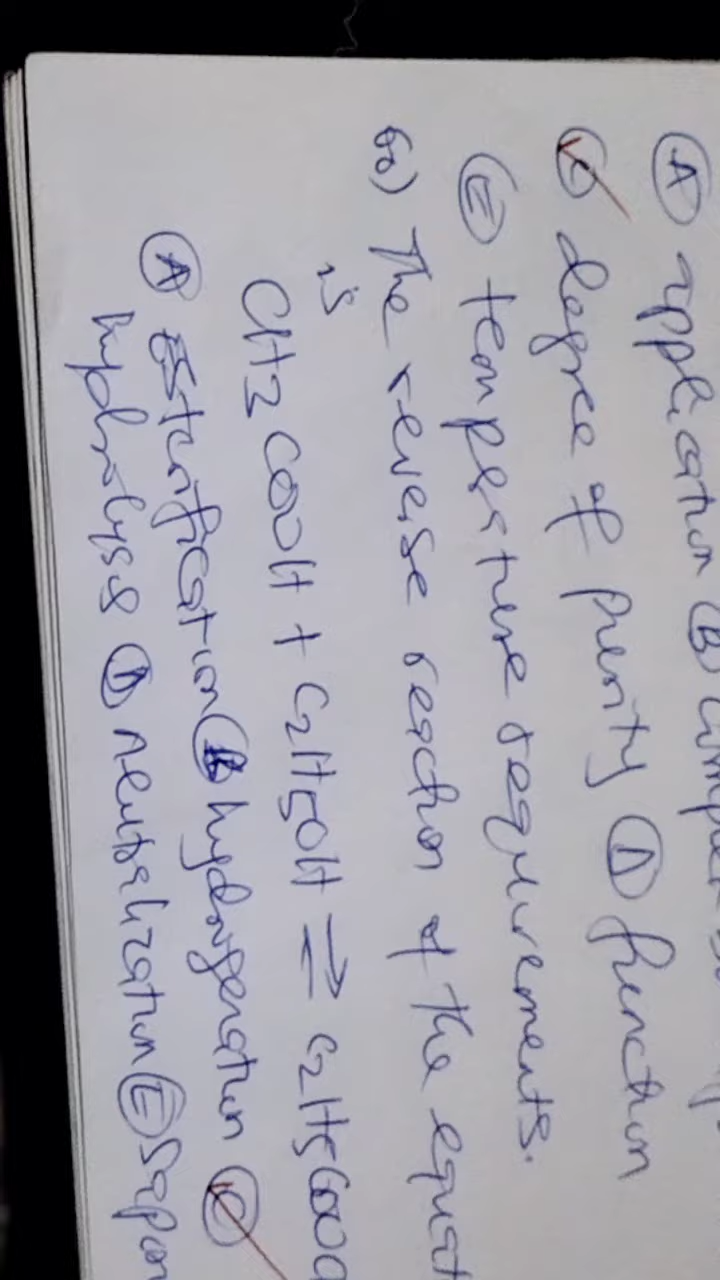 (A) application (B)
(C) degree of purity (D) function
(E) temperature requirements.
60) The reverse reaction of the equat
is
CH3COOH + C2H5OH ⇌ C2H5COO
(A) Esterification (B) hydrogenation (C)
hydrolysis (D) neutralization (E) Sapon